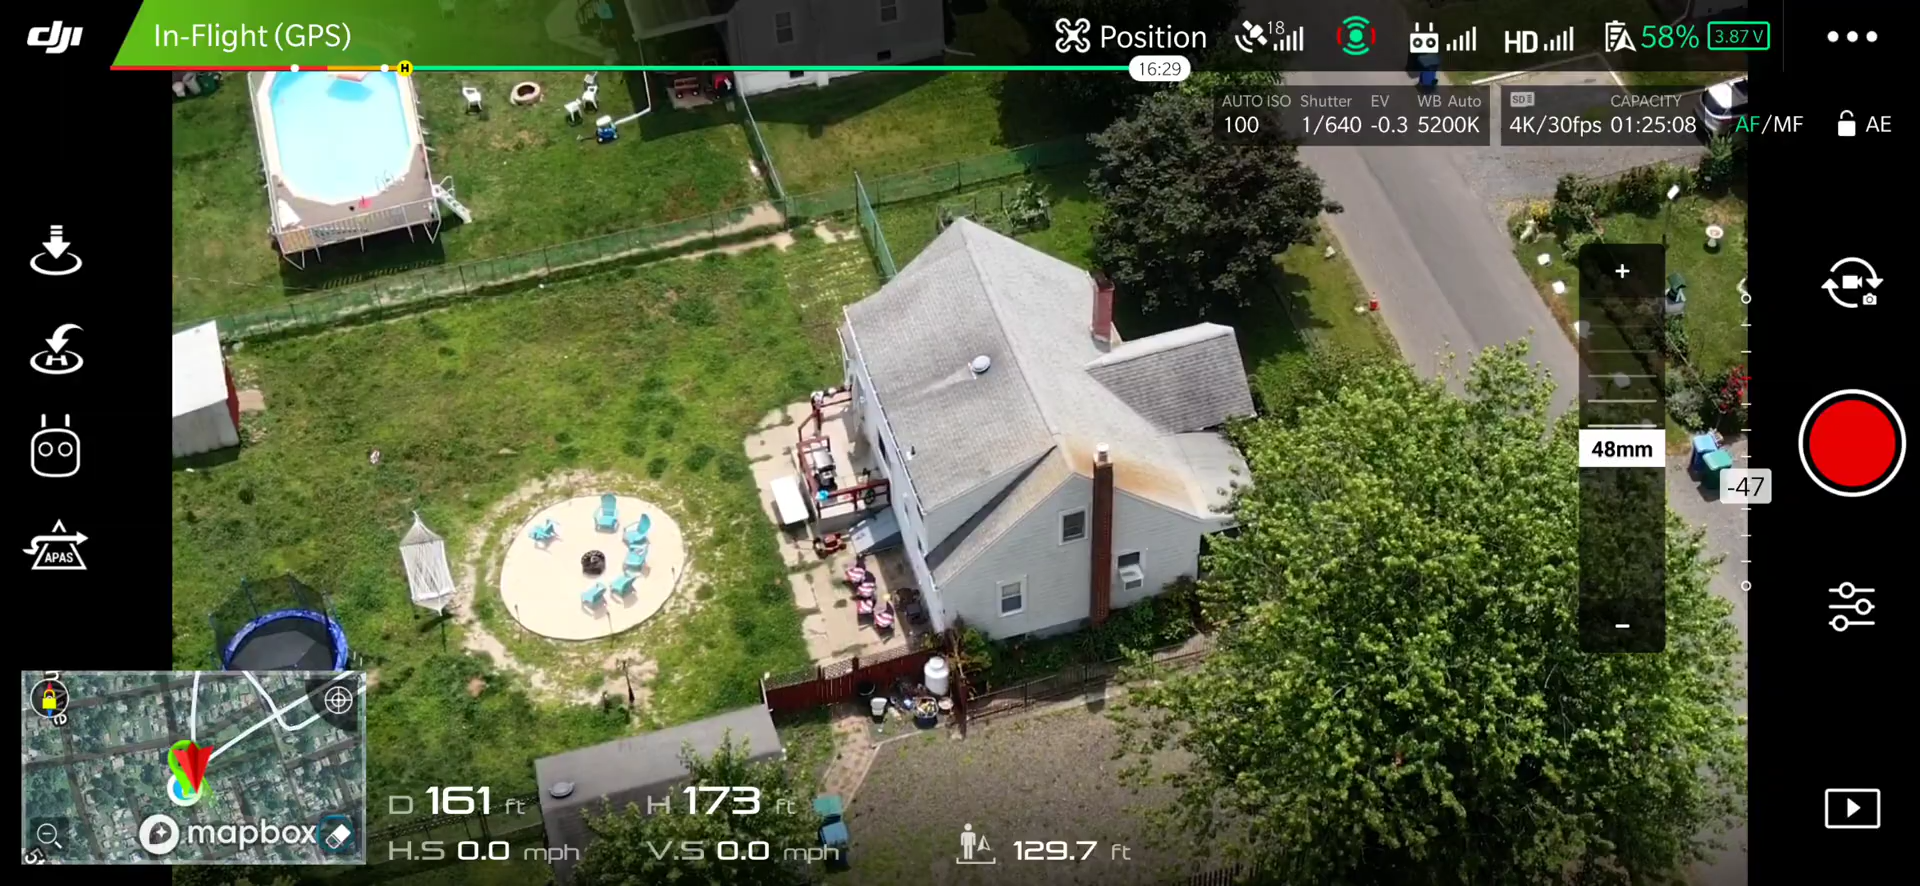 dji
In-Flight (GPS)
Position
18
HD
58%
3.87 V
16:29
AUTO ISO Shutter EV WB Auto
100 1/640 -0.3 5200K
SD CAPACITY
4K/30fps 01:25:08
AF/MF
AE
H
H
APAS
+
48mm
-
-47
mapbox
D 161 ft
H 173 ft
H.S 0.0 mph
V.S 0.0 mph
129.7 ft